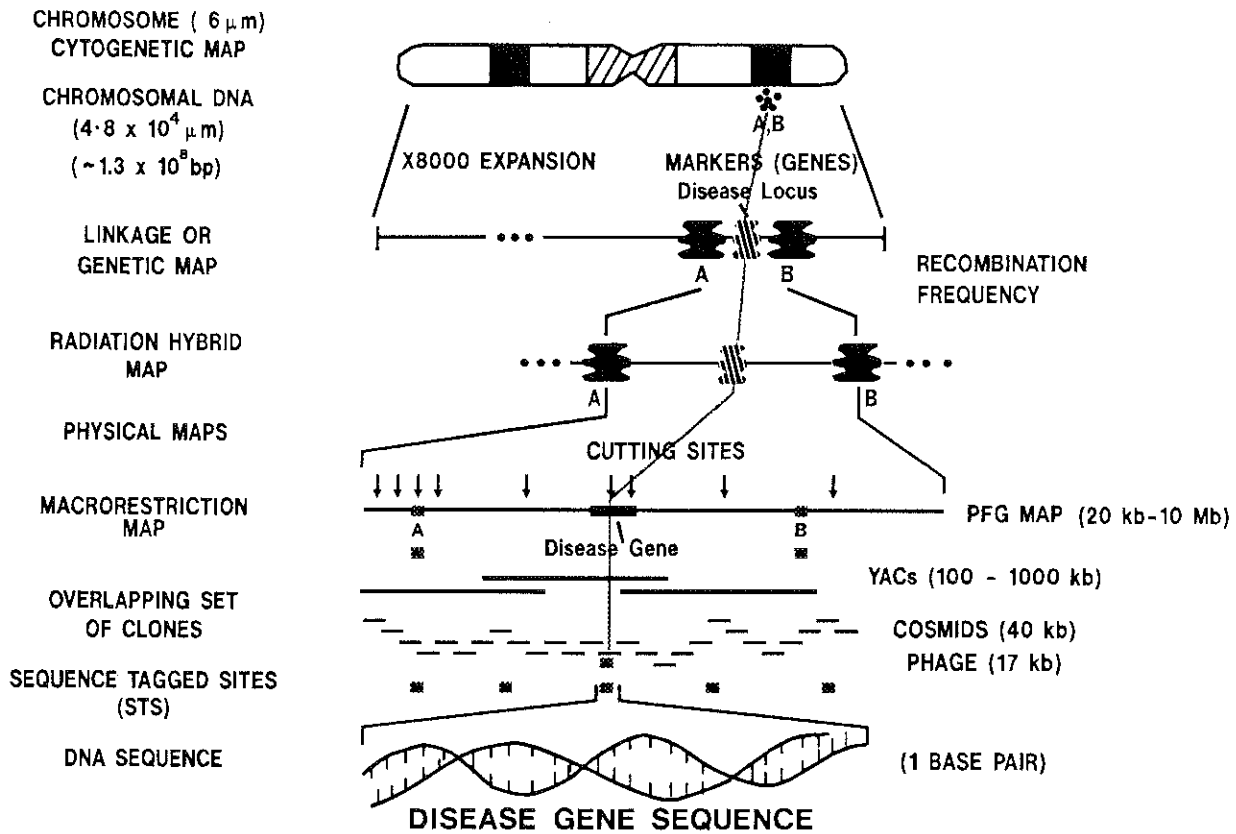 CHROMOSOME ( 6 μm)
CYTOGENETIC MAP
CHROMOSOMAL DNA
(4·8 x 10⁴ μm)
(~1.3 x 10⁸ bp)
A,B
X8000 EXPANSION
MARKERS (GENES)
Disease Locus
LINKAGE OR
GENETIC MAP
A
B
RECOMBINATION
FREQUENCY
RADIATION HYBRID
MAP
A
B
PHYSICAL MAPS
CUTTING SITES
MACRORESTRICTION
MAP
A
B
PFG MAP (20 kb-10 Mb)
Disease Gene
YACs (100 - 1000 kb)
OVERLAPPING SET
OF CLONES
COSMIDS (40 kb)
PHAGE (17 kb)
SEQUENCE TAGGED SITES
(STS)
DNA SEQUENCE
(1 BASE PAIR)
DISEASE GENE SEQUENCE